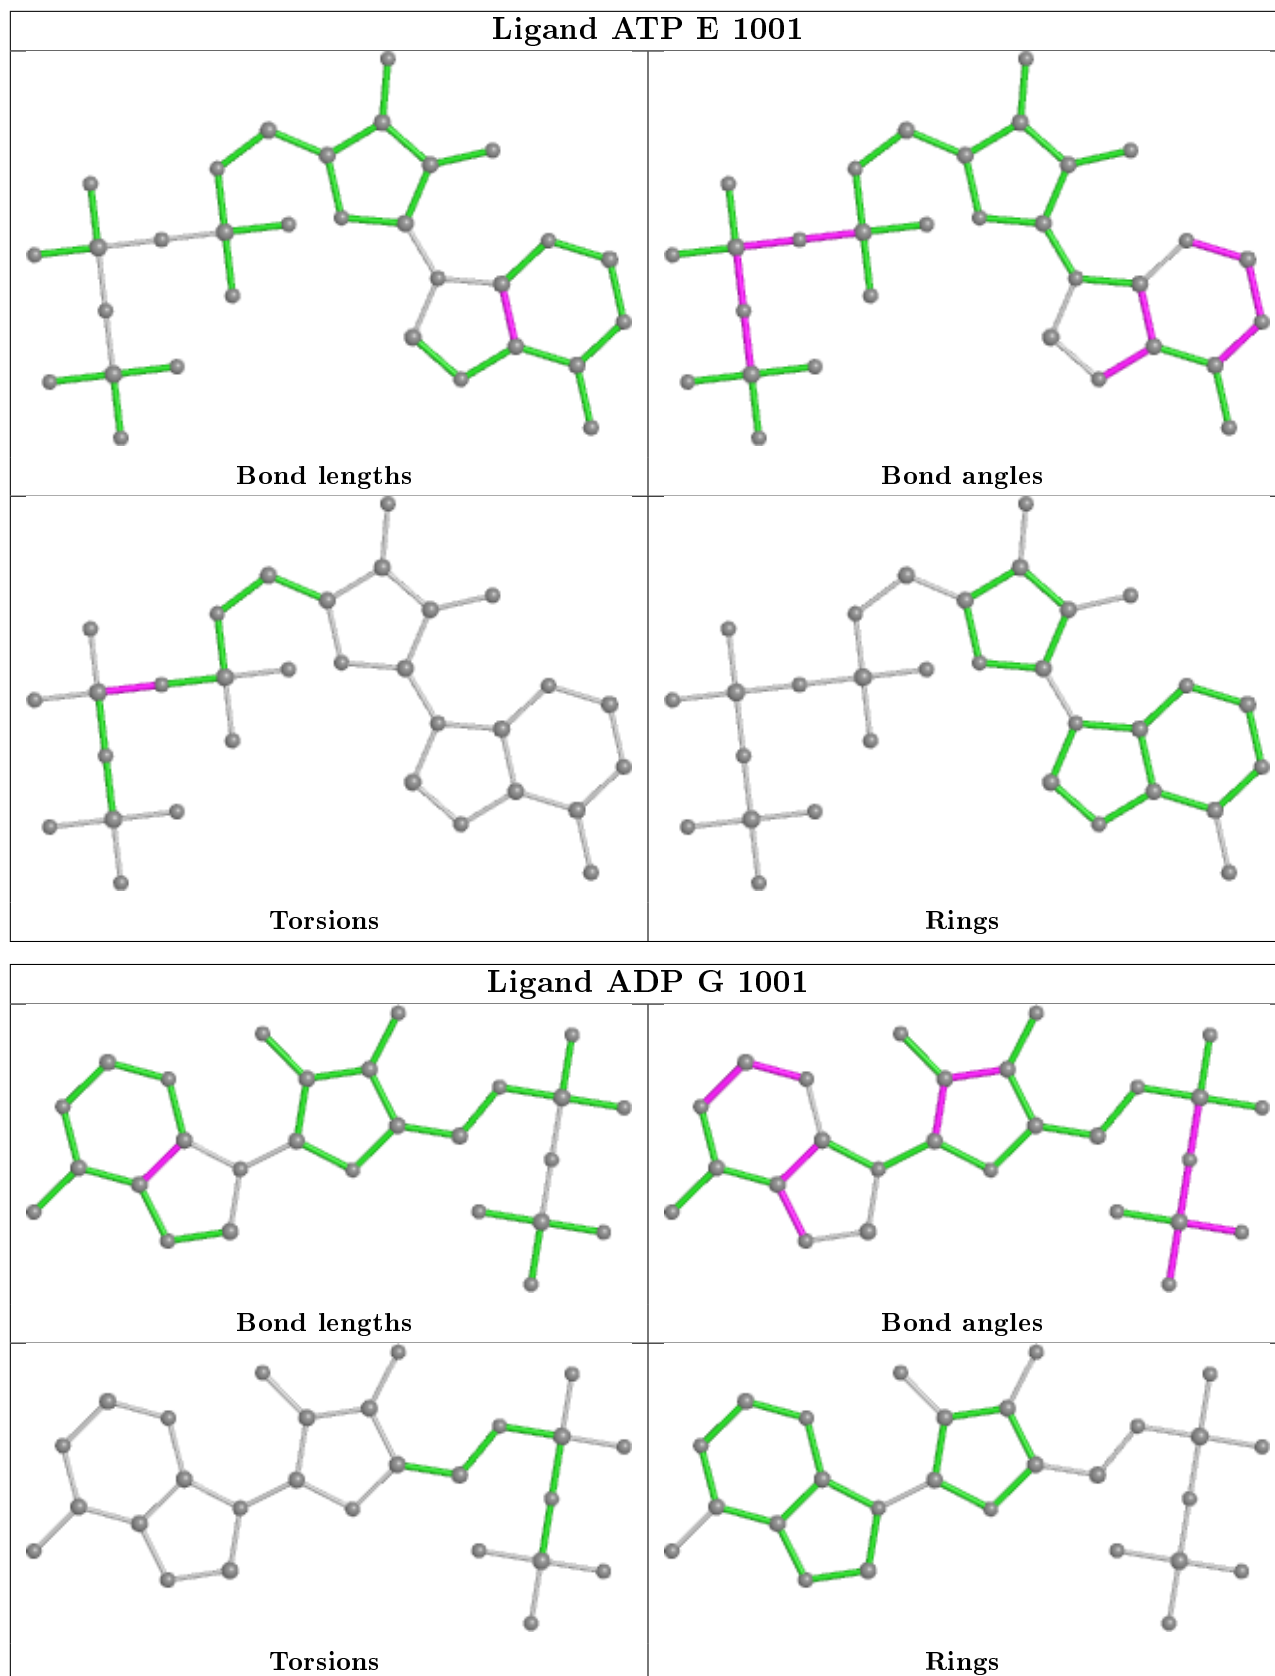 Ligand ATP E 1001
Bond lengths
Bond angles
Torsions
Rings
Ligand ADP G 1001
Bond lengths
Bond angles
Torsions
Rings